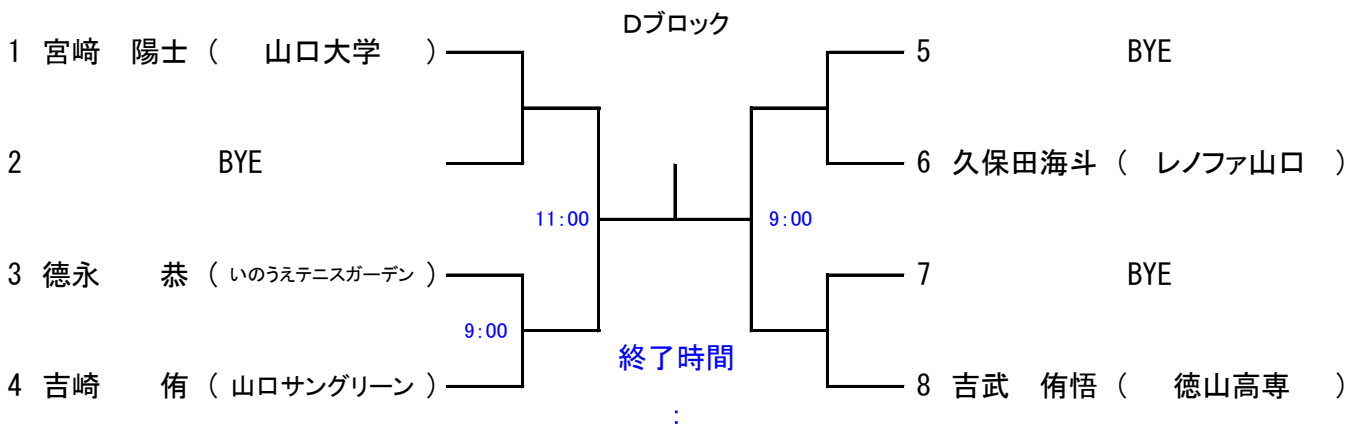 Dブロック
1 宮﨑 陽士 ( 山口大学 )
5 BYE
2 BYE
6 久保田海斗 ( レノファ山口 )
11:00
9:00
3 德永 恭 ( いのうえテニスガーデン )
7 BYE
9:00
終了時間
4 吉崎 侑 ( 山口サングリーン )
8 吉武 侑悟 ( 徳山高専 )
: